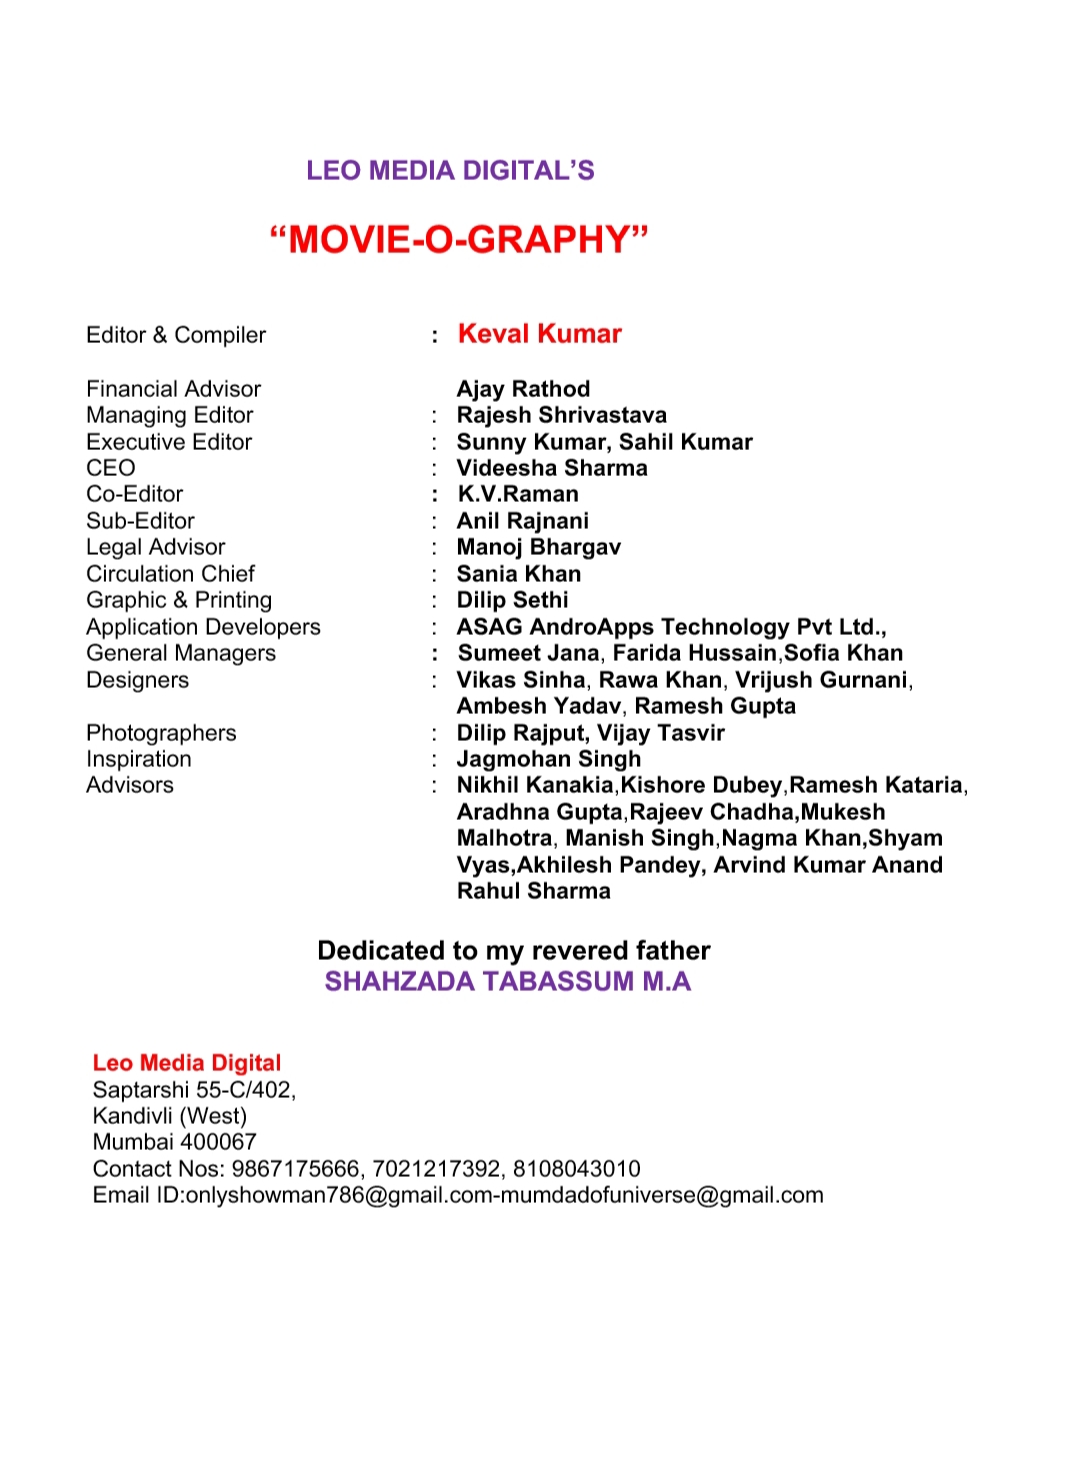 LEO MEDIA DIGITAL’S
“MOVIE-O-GRAPHY”
Editor & Compiler : Keval Kumar
Financial Advisor Ajay Rathod
Managing Editor : Rajesh Shrivastava
Executive Editor : Sunny Kumar, Sahil Kumar
CEO : Videesha Sharma
Co-Editor : K.V.Raman
Sub-Editor : Anil Rajnani
Legal Advisor : Manoj Bhargav
Circulation Chief : Sania Khan
Graphic & Printing : Dilip Sethi
Application Developers : ASAG AndroApps Technology Pvt Ltd.,
General Managers : Sumeet Jana, Farida Hussain,Sofia Khan
Designers : Vikas Sinha, Rawa Khan, Vrijush Gurnani,
Ambesh Yadav, Ramesh Gupta
Photographers : Dilip Rajput, Vijay Tasvir
Inspiration : Jagmohan Singh
Advisors : Nikhil Kanakia,Kishore Dubey,Ramesh Kataria,
Aradhna Gupta,Rajeev Chadha,Mukesh
Malhotra, Manish Singh,Nagma Khan,Shyam
Vyas,Akhilesh Pandey, Arvind Kumar Anand
Rahul Sharma
Dedicated to my revered father
SHAHZADA TABASSUM M.A
Leo Media Digital
Saptarshi 55-C/402,
Kandivli (West)
Mumbai 400067
Contact Nos: 9867175666, 7021217392, 8108043010
Email ID:onlyshowman786@gmail.com-mumdadofuniverse@gmail.com